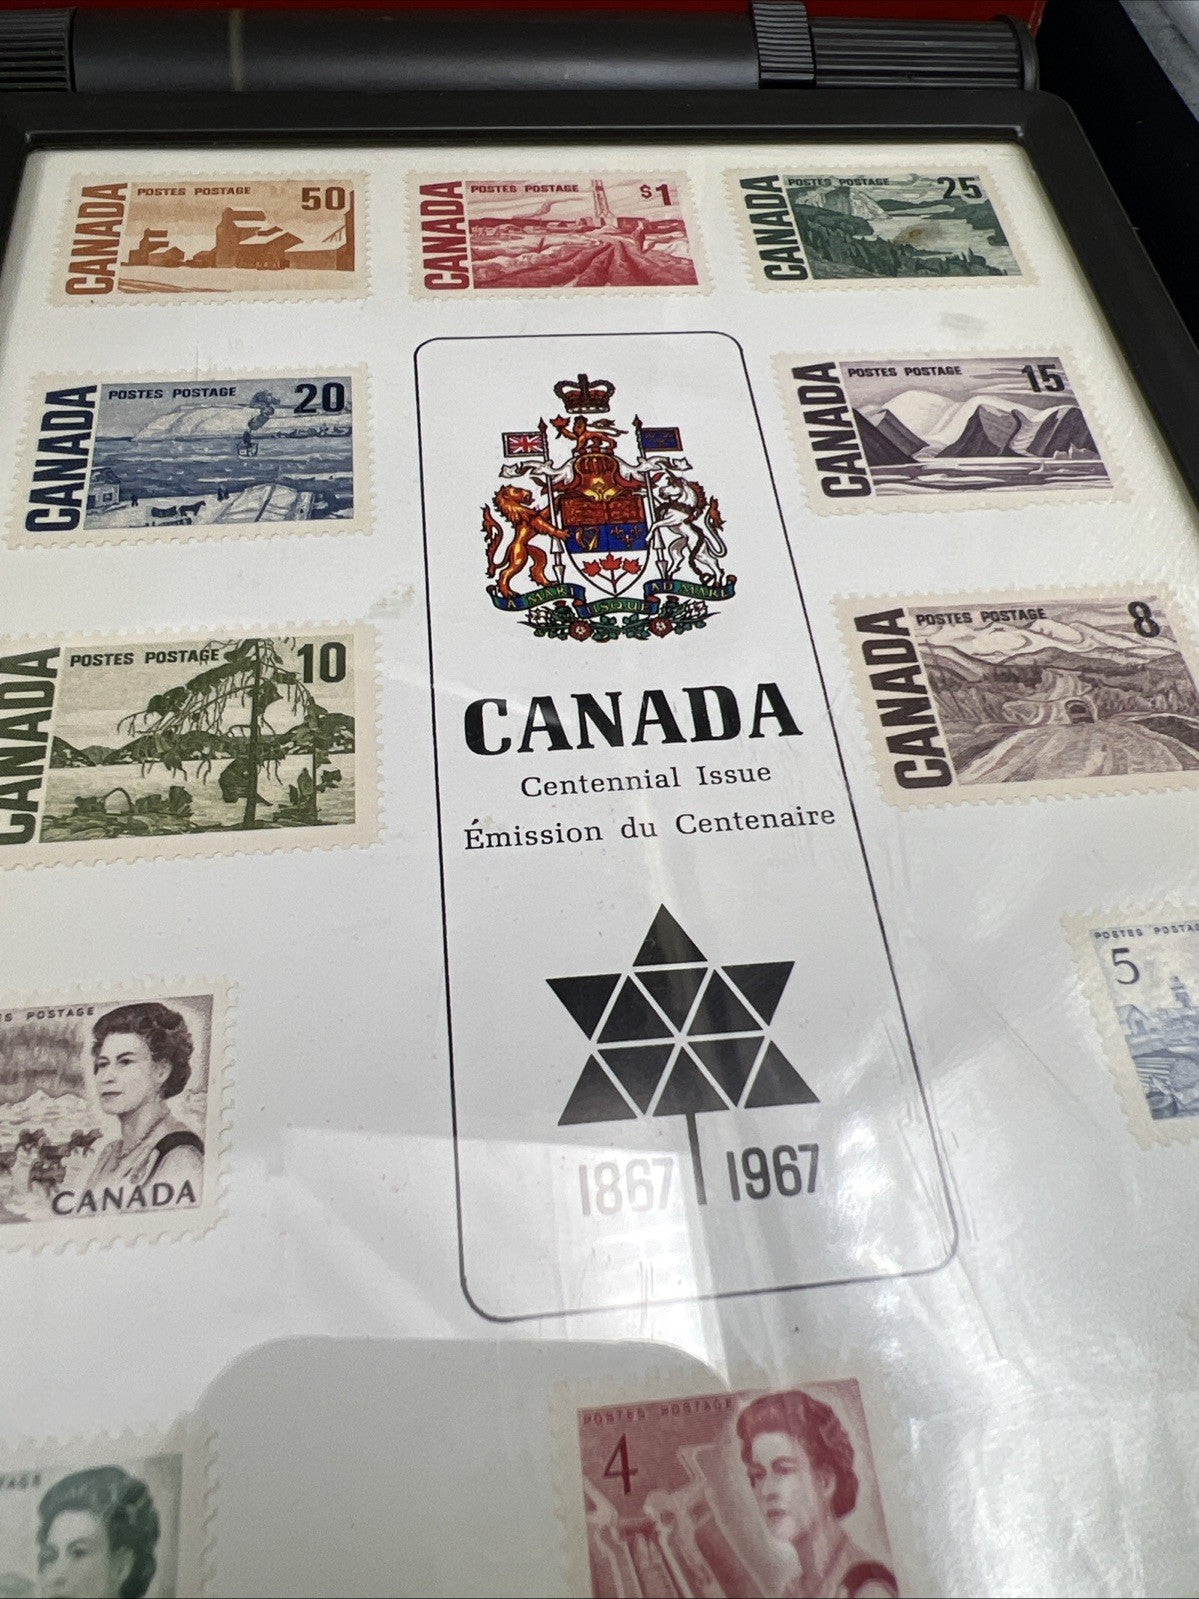 CANADA
POSTES POSTAGE
50
CANADA
POSTES POSTAGE
$1
CANADA
POSTES POSTAGE
25
CANADA
POSTES POSTAGE
20
CANADA
POSTES POSTAGE
15
A MARI USQUE AD MARE
CANADA
POSTES POSTAGE
10
CANADA
POSTES POSTAGE
8
CANADA
Centennial Issue
Émission du Centenaire
POSTAGE
CANADA
POSTES
5
1867 1967
POSTES POSTAGE
4